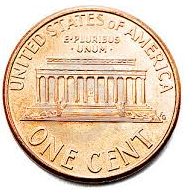 UNITED STATES OF AMERICA
E·PLURIBUS
·UNUM·
ONE CENT